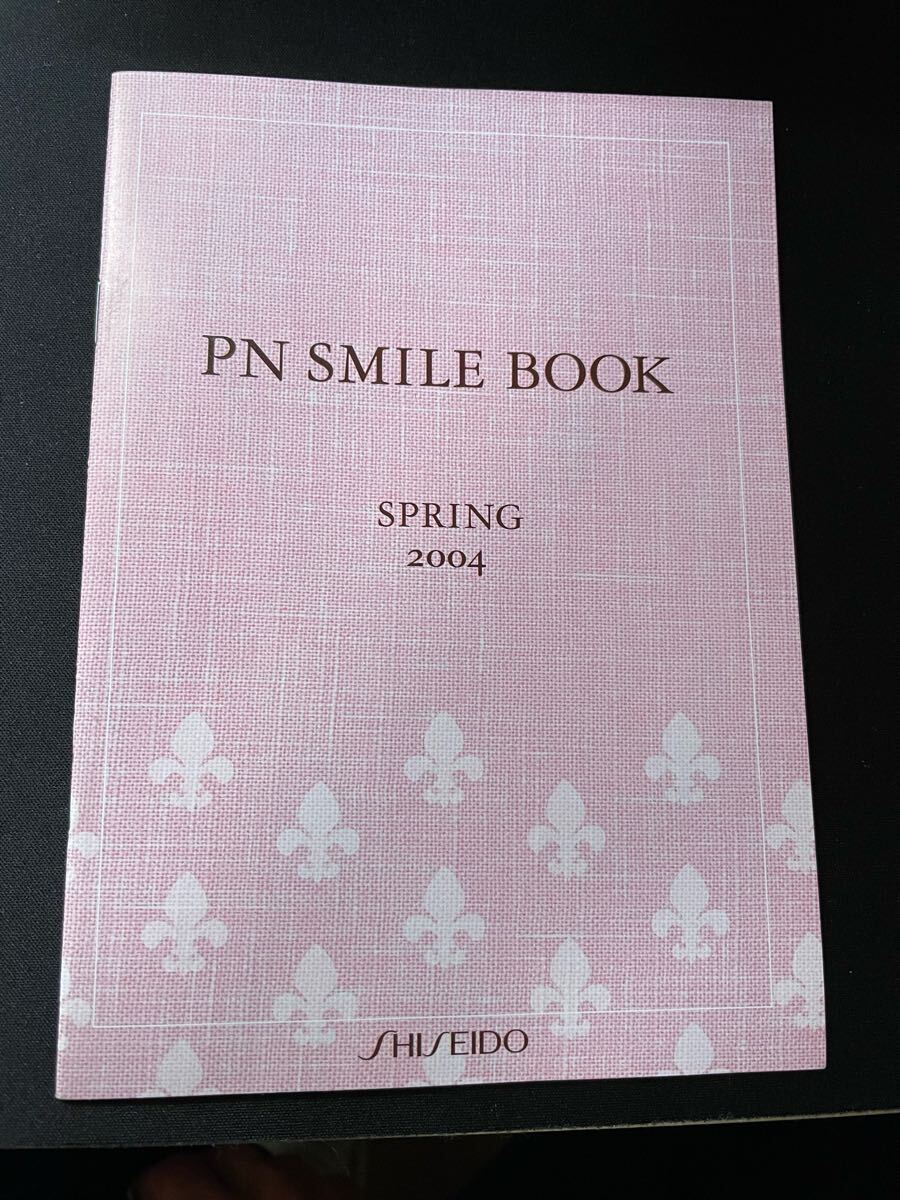 PN SMILE BOOK
SPRING
2004
SHISEIDO